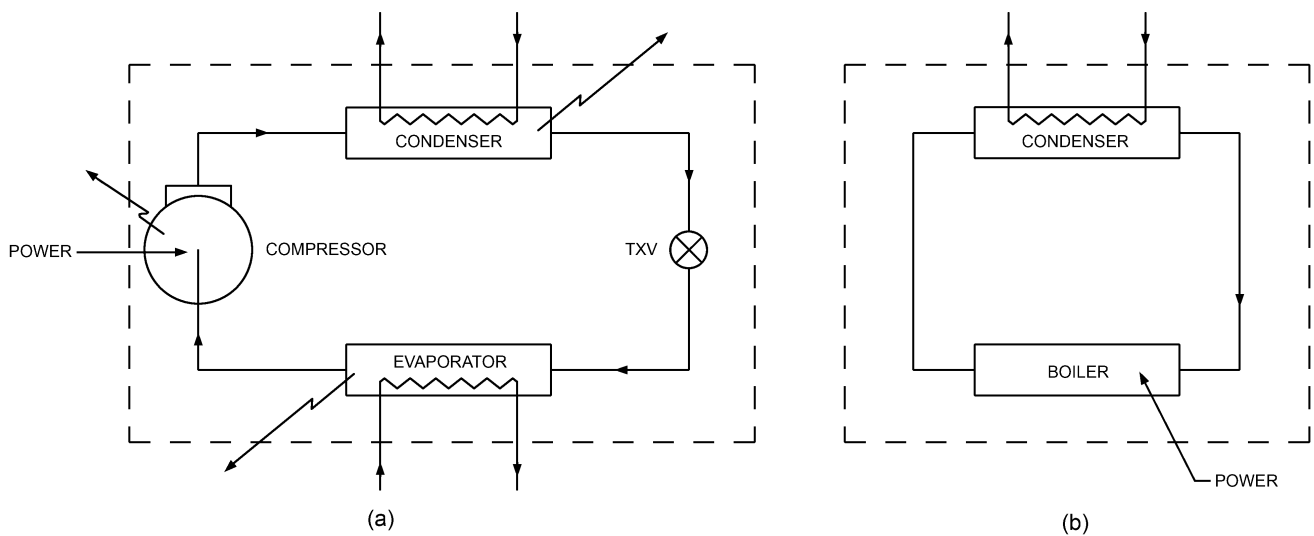 CONDENSER
POWER
COMPRESSOR
TXV
EVAPORATOR
(a)
CONDENSER
BOILER
POWER
(b)